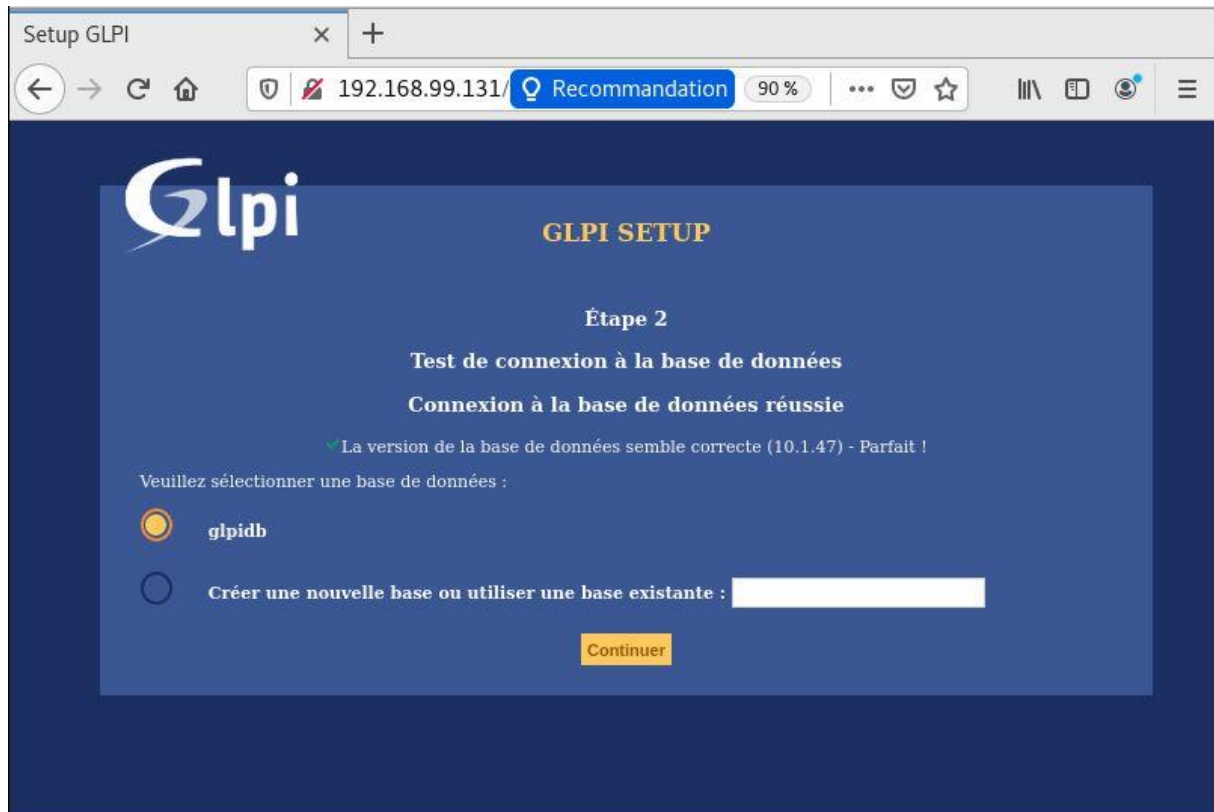 Setup GLPI
192.168.99.131/ Recommandation 90 %
Glpi
GLPI SETUP
Étape 2
Test de connexion à la base de données
Connexion à la base de données réussie
La version de la base de données semble correcte (10.1.47) - Parfait !
Veuillez sélectionner une base de données :
glpidb
Créer une nouvelle base ou utiliser une base existante :
Continuer